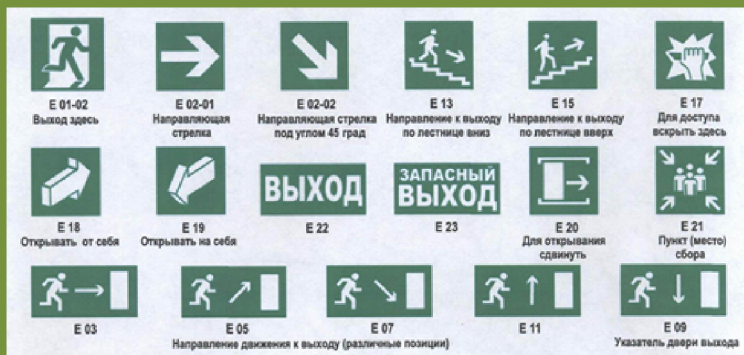 E 01-02
Выход здесь
E 02-01
Направляющая
стрелка
E 02-02
Направляющая стрелка
под углом 45 град
E 13
Направление к выходу
по лестнице вниз
E 15
Направление к выходу
по лестнице вверх
E 17
Для доступа
вскрыть здесь
E 18
Открывать от себя
E 19
Открывать на себя
ВЫХОД
E 22
ЗАПАСНЫЙ
ВЫХОД
E 23
E 20
Для открывания
сдвинуть
E 21
Пункт (место)
сбора
E 03
E 05
E 07
E 11
E 09
Направление движения к выходу (различные позиции)
Указатель двери выхода